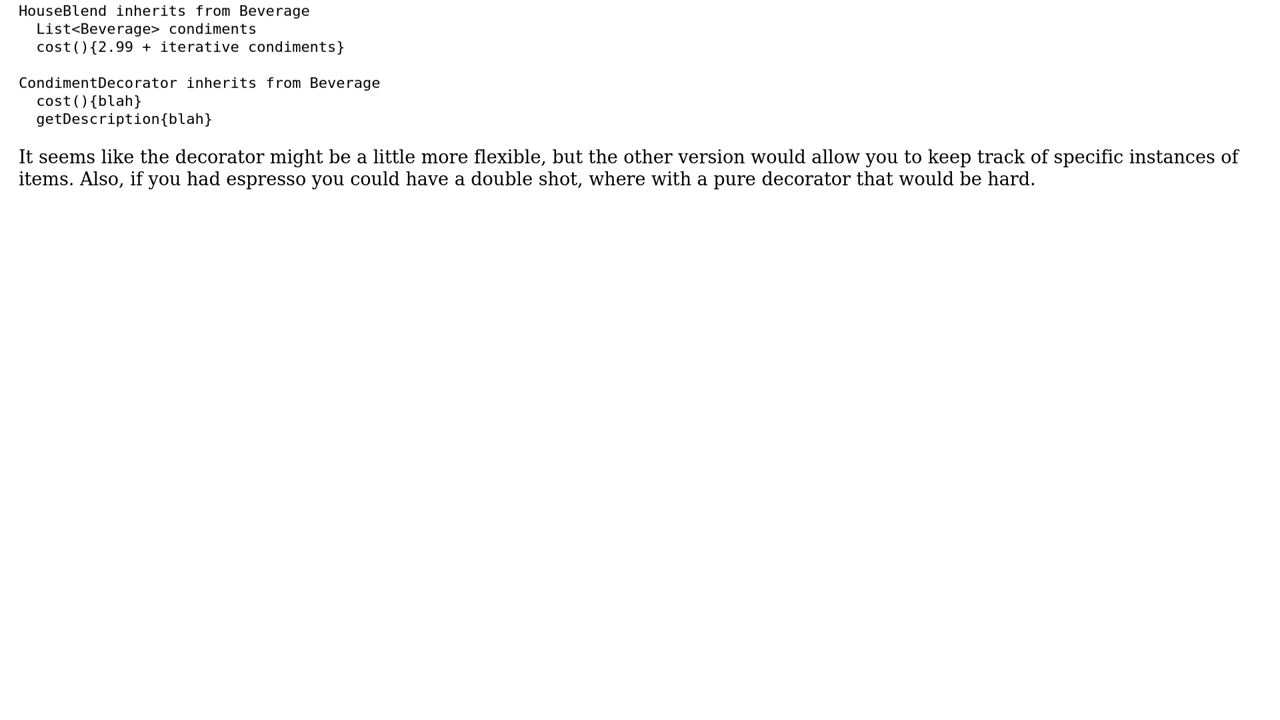 HouseBlend inherits from Beverage
  List<Beverage> condiments
  cost(){2.99 + iterative condiments}

CondimentDecorator inherits from Beverage
  cost(){blah}
  getDescription{blah}

It seems like the decorator might be a little more flexible, but the other version would allow you to keep track of specific instances of
items. Also, if you had espresso you could have a double shot, where with a pure decorator that would be hard.